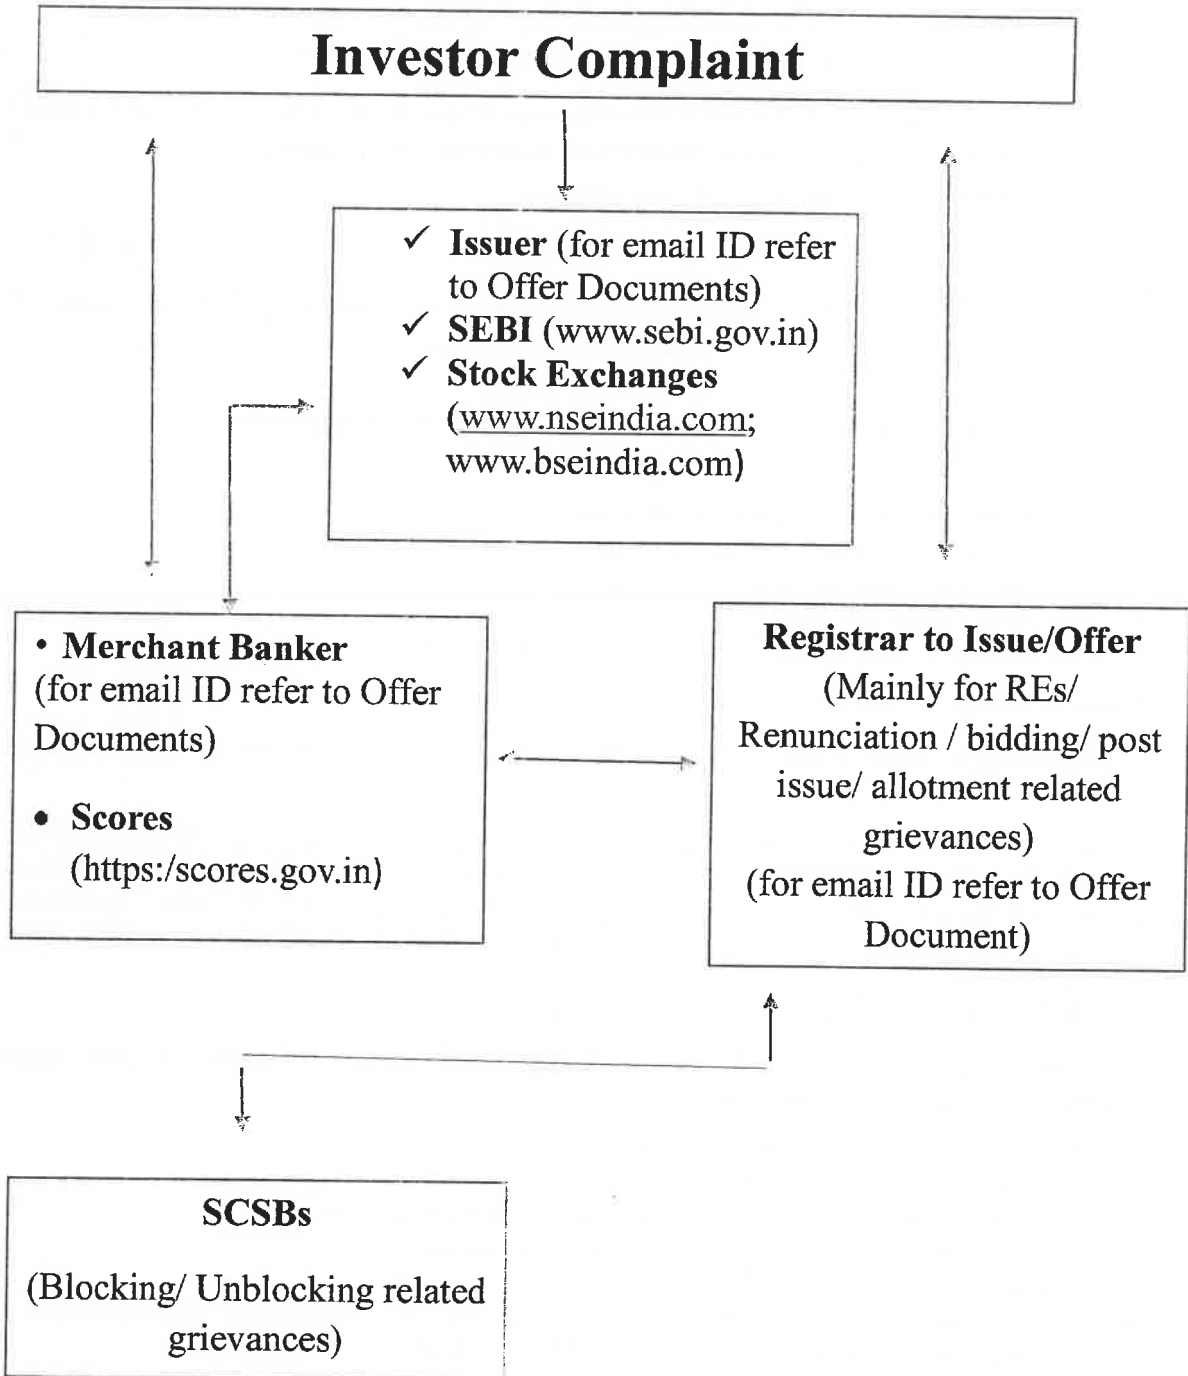 Investor Complaint
✓ Issuer (for email ID refer
to Offer Documents)
✓ SEBI (www.sebi.gov.in)
✓ Stock Exchanges
(www.nseindia.com;
www.bseindia.com)
• Merchant Banker
(for email ID refer to Offer
Documents)
• Scores
(https:/scores.gov.in)
Registrar to Issue/Offer
(Mainly for REs/
Renunciation / bidding/ post
issue/ allotment related
grievances)
(for email ID refer to Offer
Document)
SCSBs
(Blocking/ Unblocking related
grievances)